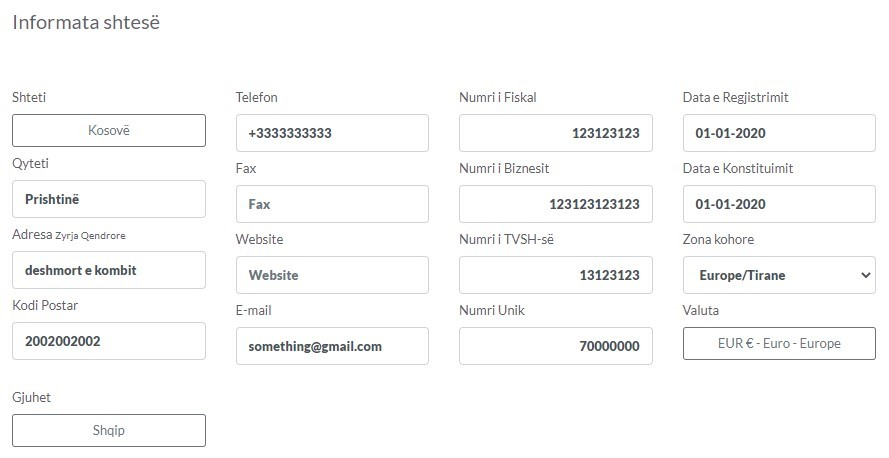 Informata shtesë
Shteti
Kosovë
Qyteti
Prishtinë
Adresa Zyrja Qendrore
deshmort e kombit
Kodi Postar
2002002002
Gjuhet
Shqip
Telefon
+3333333333
Fax
Fax
Website
Website
E-mail
something@gmail.com
Numri i Fiskal
123123123
Numri i Biznesit
123123123123
Numri i TVSH-së
13123123
Numri Unik
70000000
Data e Regjistrimit
01-01-2020
Data e Konstituimit
01-01-2020
Zona kohore
Europe/Tirane
Valuta
EUR € - Euro - Europe